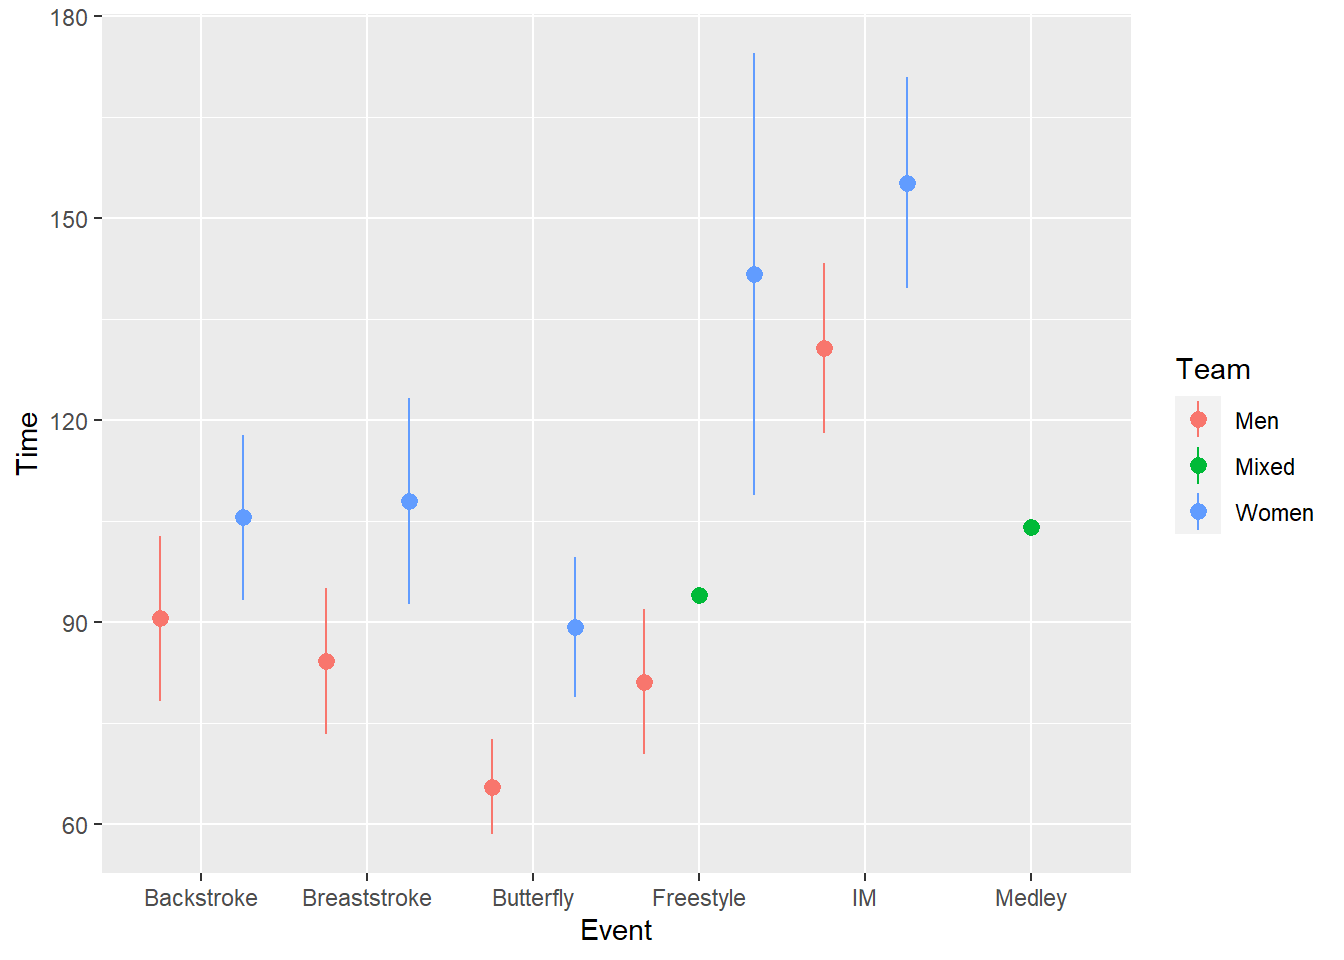 180
150
120
90
60
Time
Backstroke Breaststroke Butterfly Freestyle IM Medley
Event
Team
Men
Mixed
Women